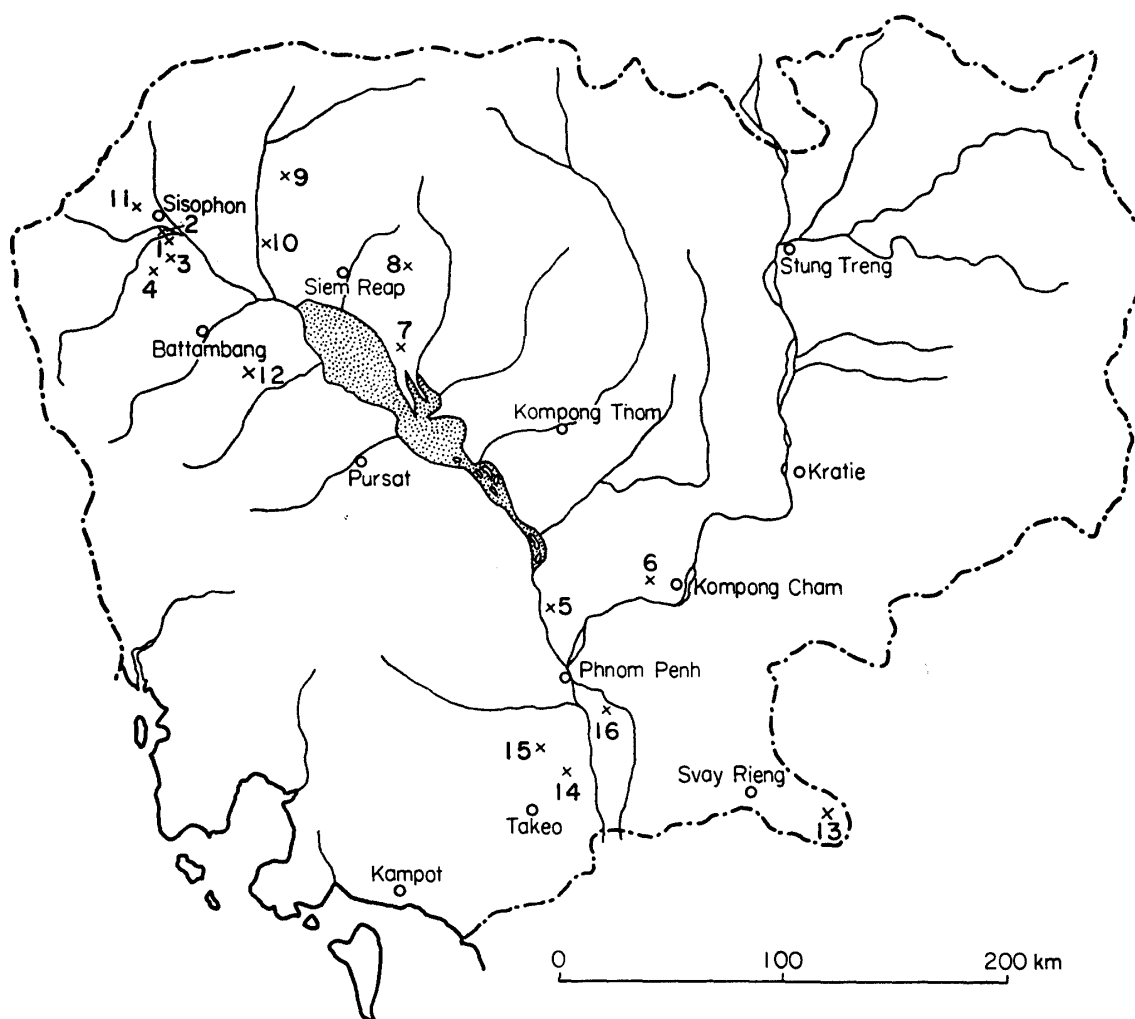 9
11
Sisophon
2
1
3
10
4
Siem Reap
8
Stung Treng
7
Battambang
12
Kompong Thom
Pursat
Kratie
6
Kompong Cham
5
Phnom Penh
16
15
14
Svay Rieng
13
Takeo
Kampot
0
100
200 km